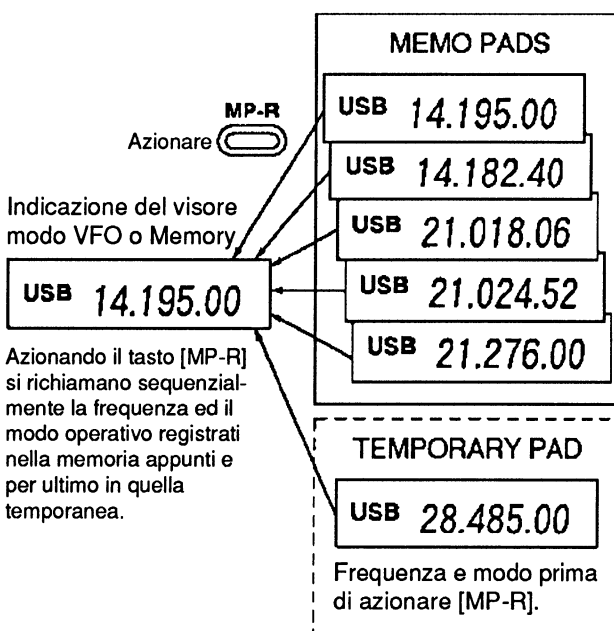 MEMO PADS
USB 14.195.00
USB 14.182.40
USB 21.018.06
USB 21.024.52
USB 21.276.00
MP-R
Azionare
Indicazione del visore
modo VFO o Memory
USB 14.195.00
Azionando il tasto [MP-R]
si richiamano sequenzial-
mente la frequenza ed il
modo operativo registrati
nella memoria appunti e
per ultimo in quella
temporanea.
TEMPORARY PAD
USB 28.485.00
Frequenza e modo prima
di azionare [MP-R].